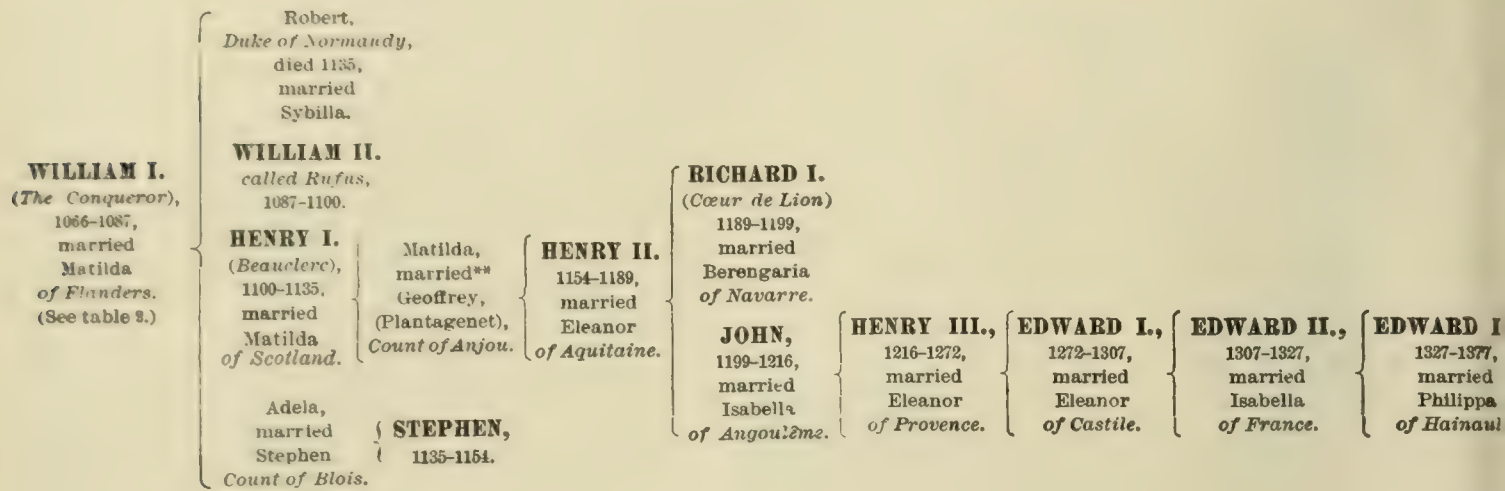 WILLIAM I.
(The Conqueror),
1066–1087,
married
Matilda
of Flanders.
(See table 8.)
Robert,
Duke of Normandy,
died 1135,
married
Sybilla.
WILLIAM II.
called Rufus,
1087–1100.
HENRY I.
(Beauclerc),
1100–1135,
married
Matilda
of Scotland.
Adela,
married
Stephen
Count of Blois.
Matilda,
married**
Geoffrey,
(Plantagenet),
Count of Anjou.
STEPHEN,
1135–1154.
HENRY II.
1154–1189,
married
Eleanor
of Aquitaine.
RICHARD I.
(Cœur de Lion)
1189–1199,
married
Berengaria
of Navarre.
JOHN,
1199–1216,
married
Isabella
of Angoulême.
HENRY III.,
1216–1272,
married
Eleanor
of Provence.
EDWARD I.,
1272–1307,
married
Eleanor
of Castile.
EDWARD II.,
1307–1327,
married
Isabella
of France.
EDWARD I
1327–1377,
married
Philippa
of Hainaul